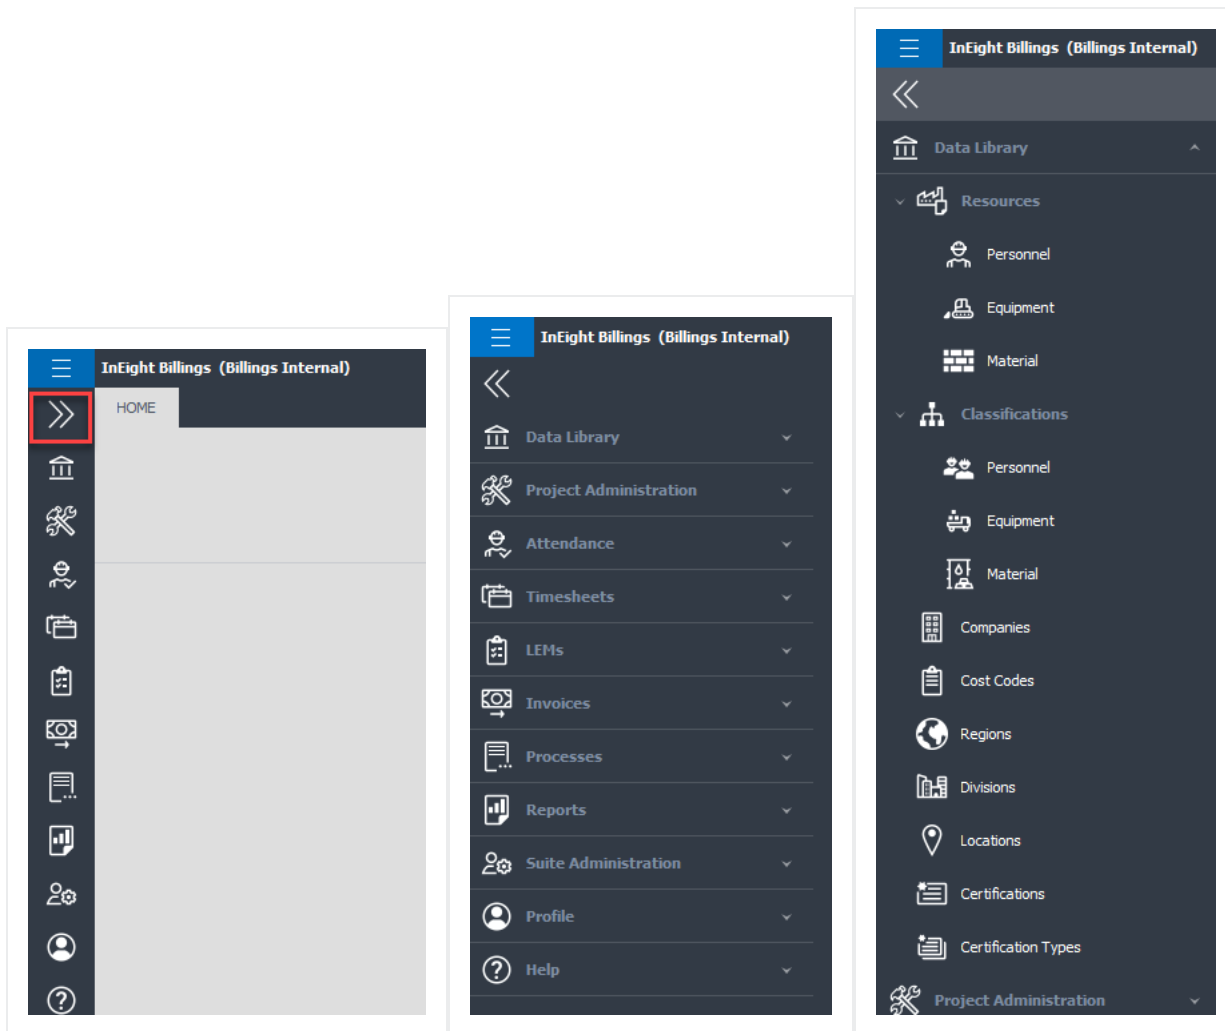 InEight Billings (Billings Internal)
HOME
InEight Billings (Billings Internal)
Data Library
Project Administration
Attendance
Timesheets
LEMs
Invoices
Processes
Reports
Suite Administration
Profile
Help
InEight Billings (Billings Internal)
Data Library
Resources
Personnel
Equipment
Material
Classifications
Personnel
Equipment
Material
Companies
Cost Codes
Regions
Divisions
Locations
Certifications
Certification Types
Project Administration